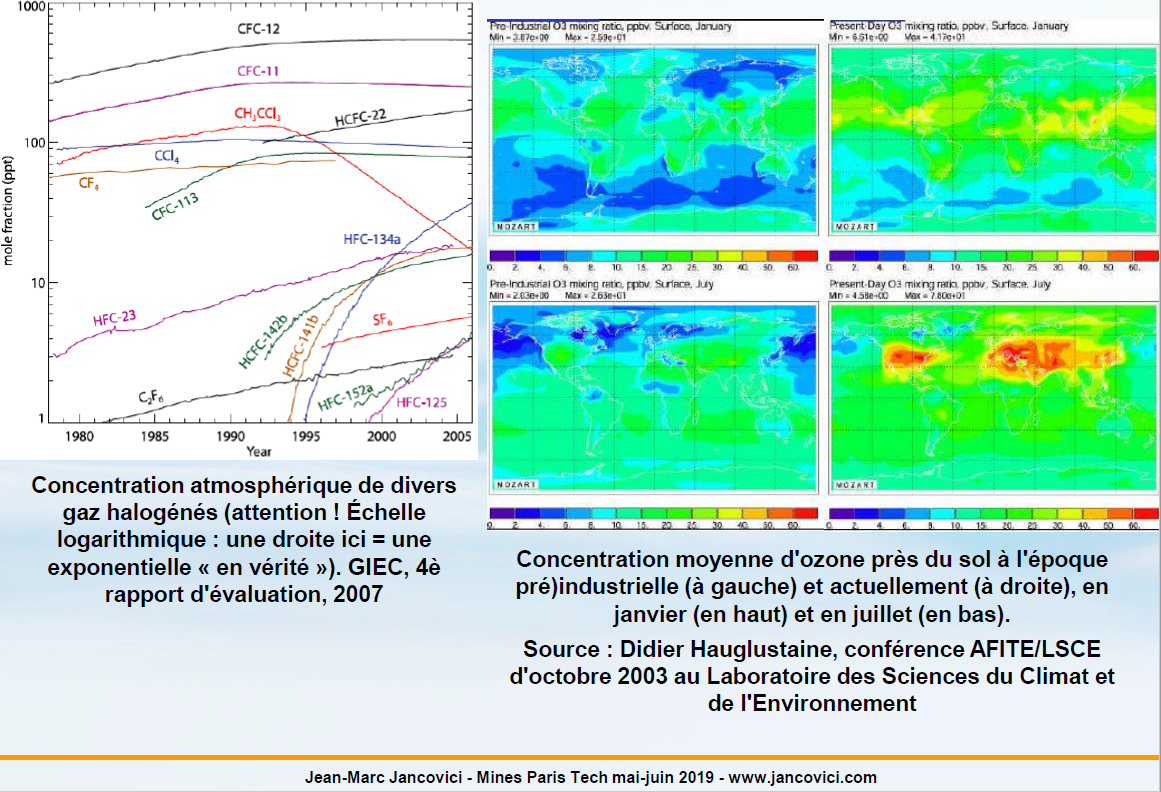 1000
100
10
1
mole fraction (ppt)
CFC-12
CFC-11
CH3CCl3
HCFC-22
CCl4
CF4
CFC-113
HFC-134a
HFC-23
HCFC-142b
HCFC-141b
SF6
C2F6
HFC-152a
HFC-125
1980 1985 1990 1995 2000 2005
Year
Concentration atmosphérique de divers
gaz halogénés (attention ! Échelle
logarithmique : une droite ici = une
exponentielle « en vérité »). GIEC, 4è
rapport d'évaluation, 2007
Pre-Industrial O3 mixing ratio, ppbv, Surface, January
Min = 3.87e+00 Max = 2.59e+01
MOZART
0. 2. 4. 6. 8. 10. 15. 20. 25. 30. 40. 50. 60.
Present-Day O3 mixing ratio, ppbv, Surface, January
Min = 6.61e+01 Max = 4.17e+01
MOZART
0. 2. 4. 6. 8. 10. 15. 20. 25. 30. 40. 50. 60.
Pre-Industrial O3 mixing ratio, ppbv, Surface, July
Min = 2.03e+00 Max = 2.63e+01
MOZART
0. 2. 4. 6. 8. 10. 15. 20. 25. 30. 40. 50. 60.
Present-Day O3 mixing ratio, ppbv, Surface, July
Min = 4.58e+00 Max = 7.80e+01
MOZART
0. 2. 4. 6. 8. 10. 15. 20. 25. 30. 40. 50. 60.
Concentration moyenne d'ozone près du sol à l'époque
pré)industrielle (à gauche) et actuellement (à droite), en
janvier (en haut) et en juillet (en bas).
Source : Didier Hauglustaine, conférence AFITE/LSCE
d'octobre 2003 au Laboratoire des Sciences du Climat et
de l'Environnement
Jean-Marc Jancovici - Mines Paris Tech mai-juin 2019 - www.jancovici.com